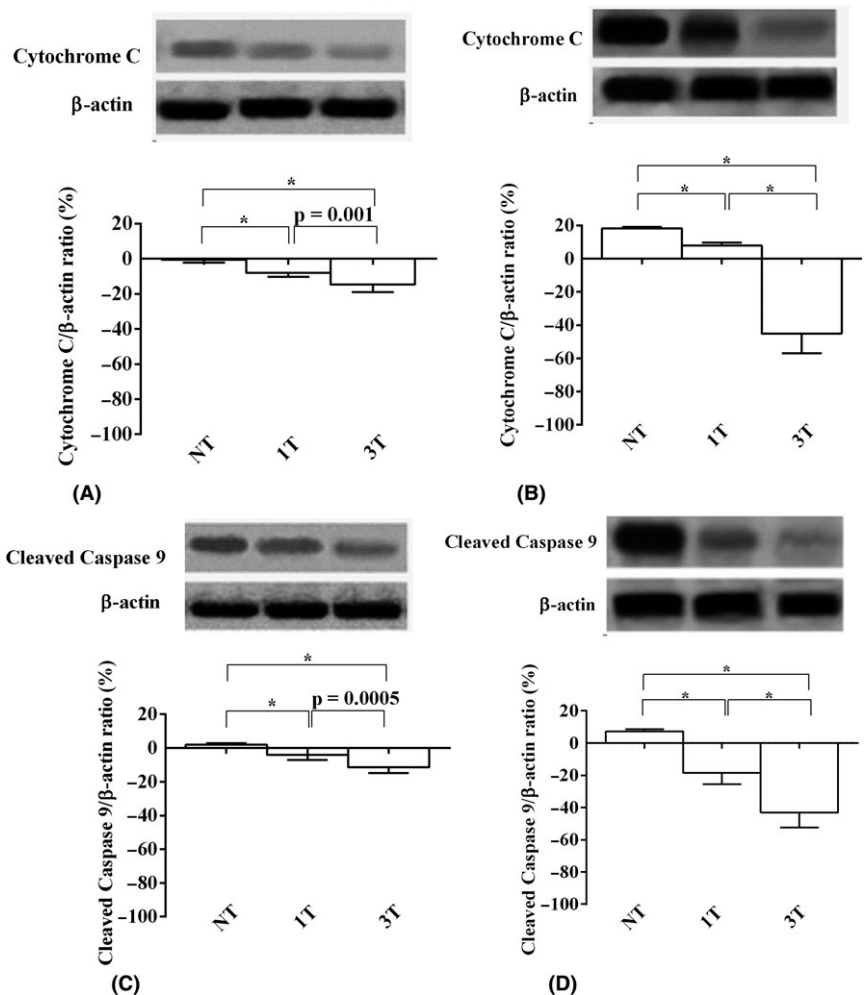 Cytochrome C
β-actin
*
*
p = 0.001
Cytochrome C/β-actin ratio (%)
20
0
−20
−40
−60
−80
−100
NT
1T
3T
(A)
Cytochrome C
β-actin
*
*
*
Cytochrome C/β-actin ratio (%)
20
0
−20
−40
−60
−80
−100
NT
1T
3T
(B)
Cleaved Caspase 9
β-actin
*
*
p = 0.0005
Cleaved Caspase 9/β-actin ratio (%)
20
0
−20
−40
−60
−80
−100
NT
1T
3T
(C)
Cleaved Caspase 9
β-actin
*
*
*
Cleaved Caspase 9/β-actin ratio (%)
20
0
−20
−40
−60
−80
−100
NT
1T
3T
(D)